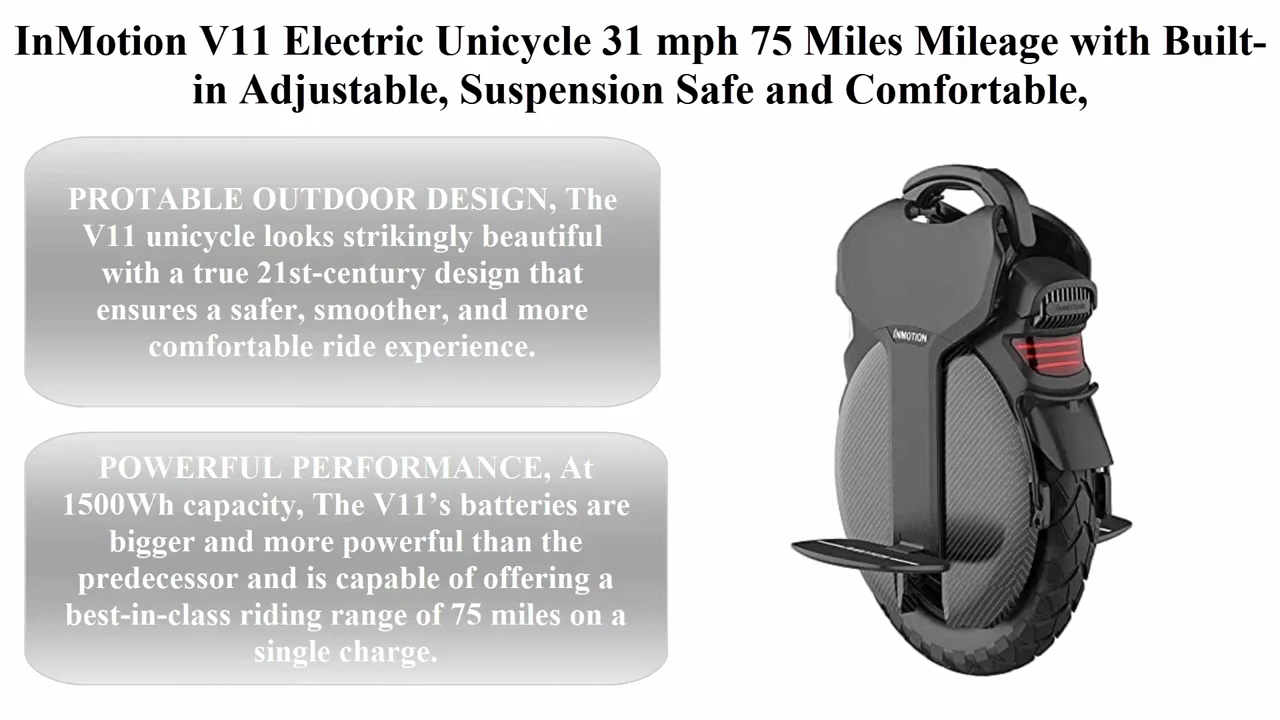 InMotion V11 Electric Unicycle 31 mph 75 Miles Mileage with Built-
in Adjustable, Suspension Safe and Comfortable,
PROTABLE OUTDOOR DESIGN, The
V11 unicycle looks strikingly beautiful
with a true 21st-century design that
ensures a safer, smoother, and more
comfortable ride experience.
POWERFUL PERFORMANCE, At
1500Wh capacity, The V11’s batteries are
bigger and more powerful than the
predecessor and is capable of offering a
best-in-class riding range of 75 miles on a
single charge.
INMOTION